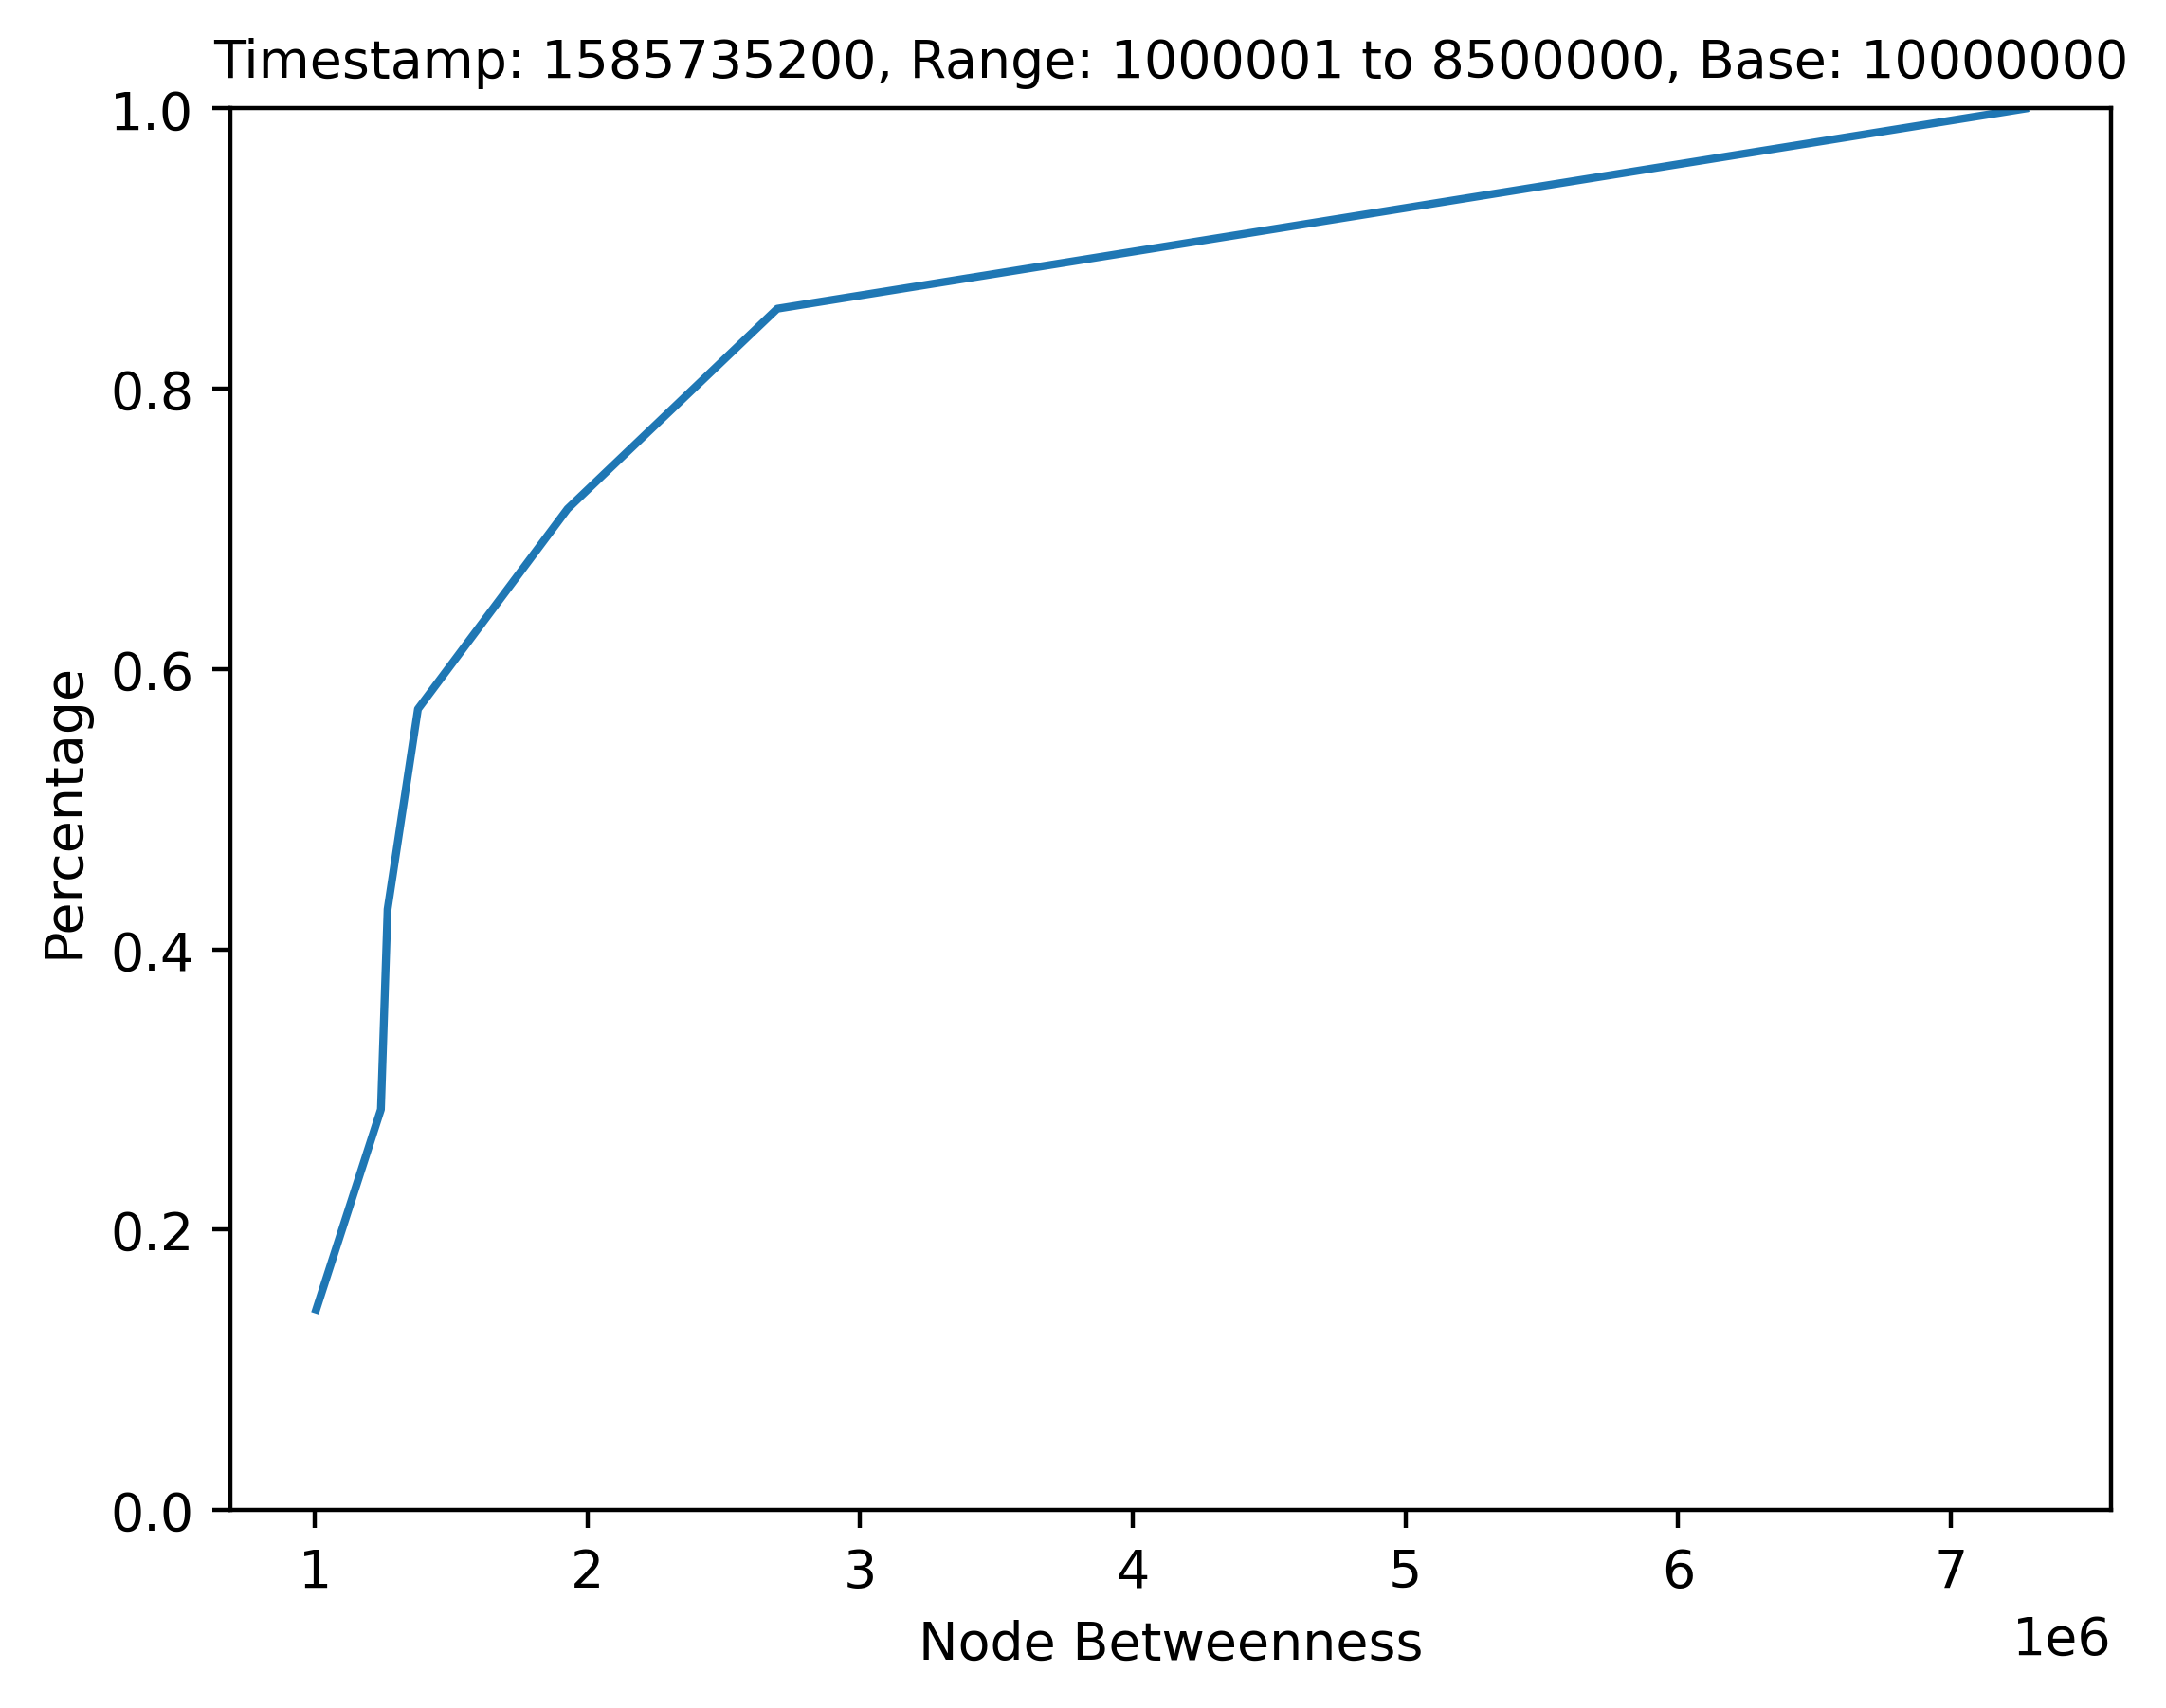 Timestamp: 1585735200, Range: 1000001 to 8500000, Base: 10000000
1.0
0.8
0.6
0.4
0.2
0.0
Percentage
1 2 3 4 5 6 7
1e6
Node Betweenness